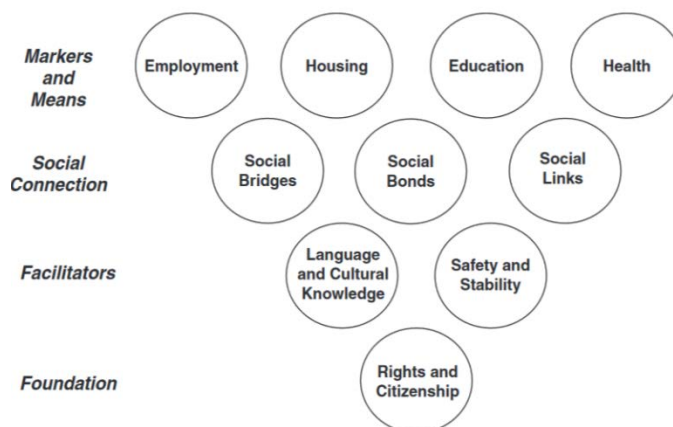 Markers
and
Means
Employment
Housing
Education
Health
Social
Connection
Social
Bridges
Social
Bonds
Social
Links
Facilitators
Language
and Cultural
Knowledge
Safety and
Stability
Foundation
Rights and
Citizenship